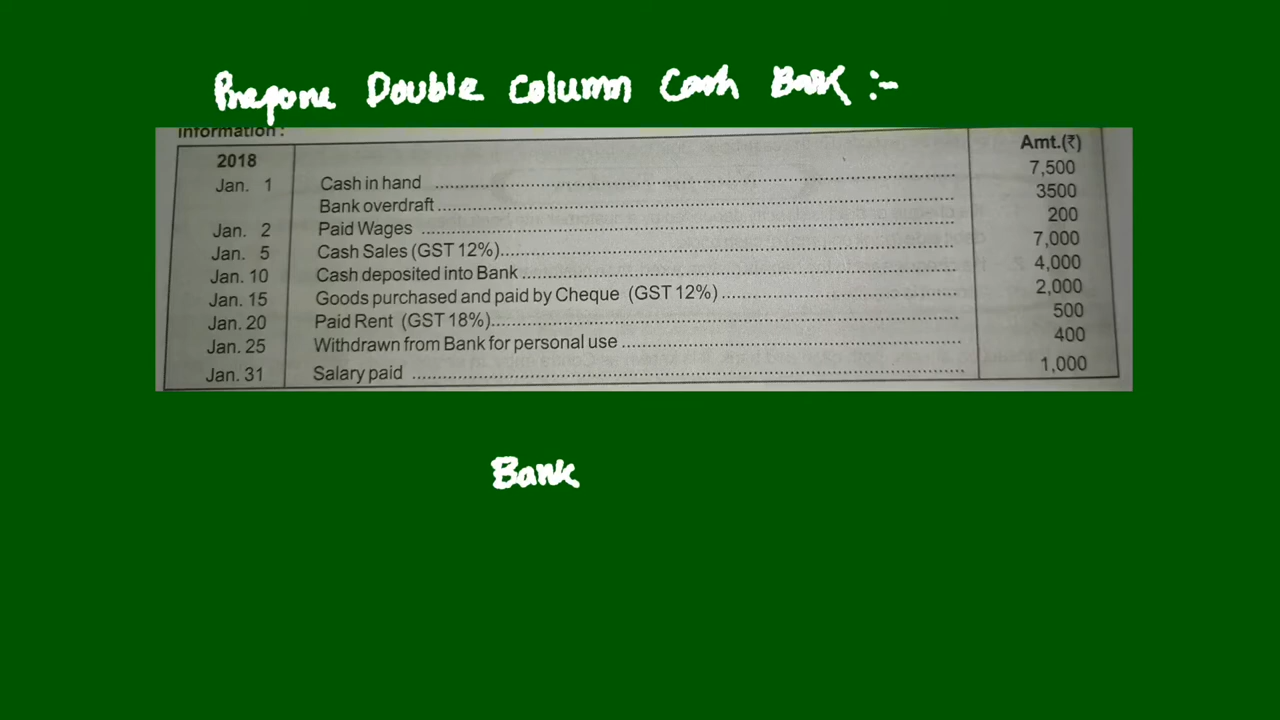 Prepare Double Column Cash Book :-
Information :
2018 Amt.(₹)
Jan. 1 Cash in hand 7,500
Bank overdraft 3500
Jan. 2 Paid Wages 200
Jan. 5 Cash Sales (GST 12%) 7,000
Jan. 10 Cash deposited into Bank 4,000
Jan. 15 Goods purchased and paid by Cheque (GST 12%) 2,000
Jan. 20 Paid Rent (GST 18%) 500
Jan. 25 Withdrawn from Bank for personal use 400
Jan. 31 Salary paid 1,000
Bank